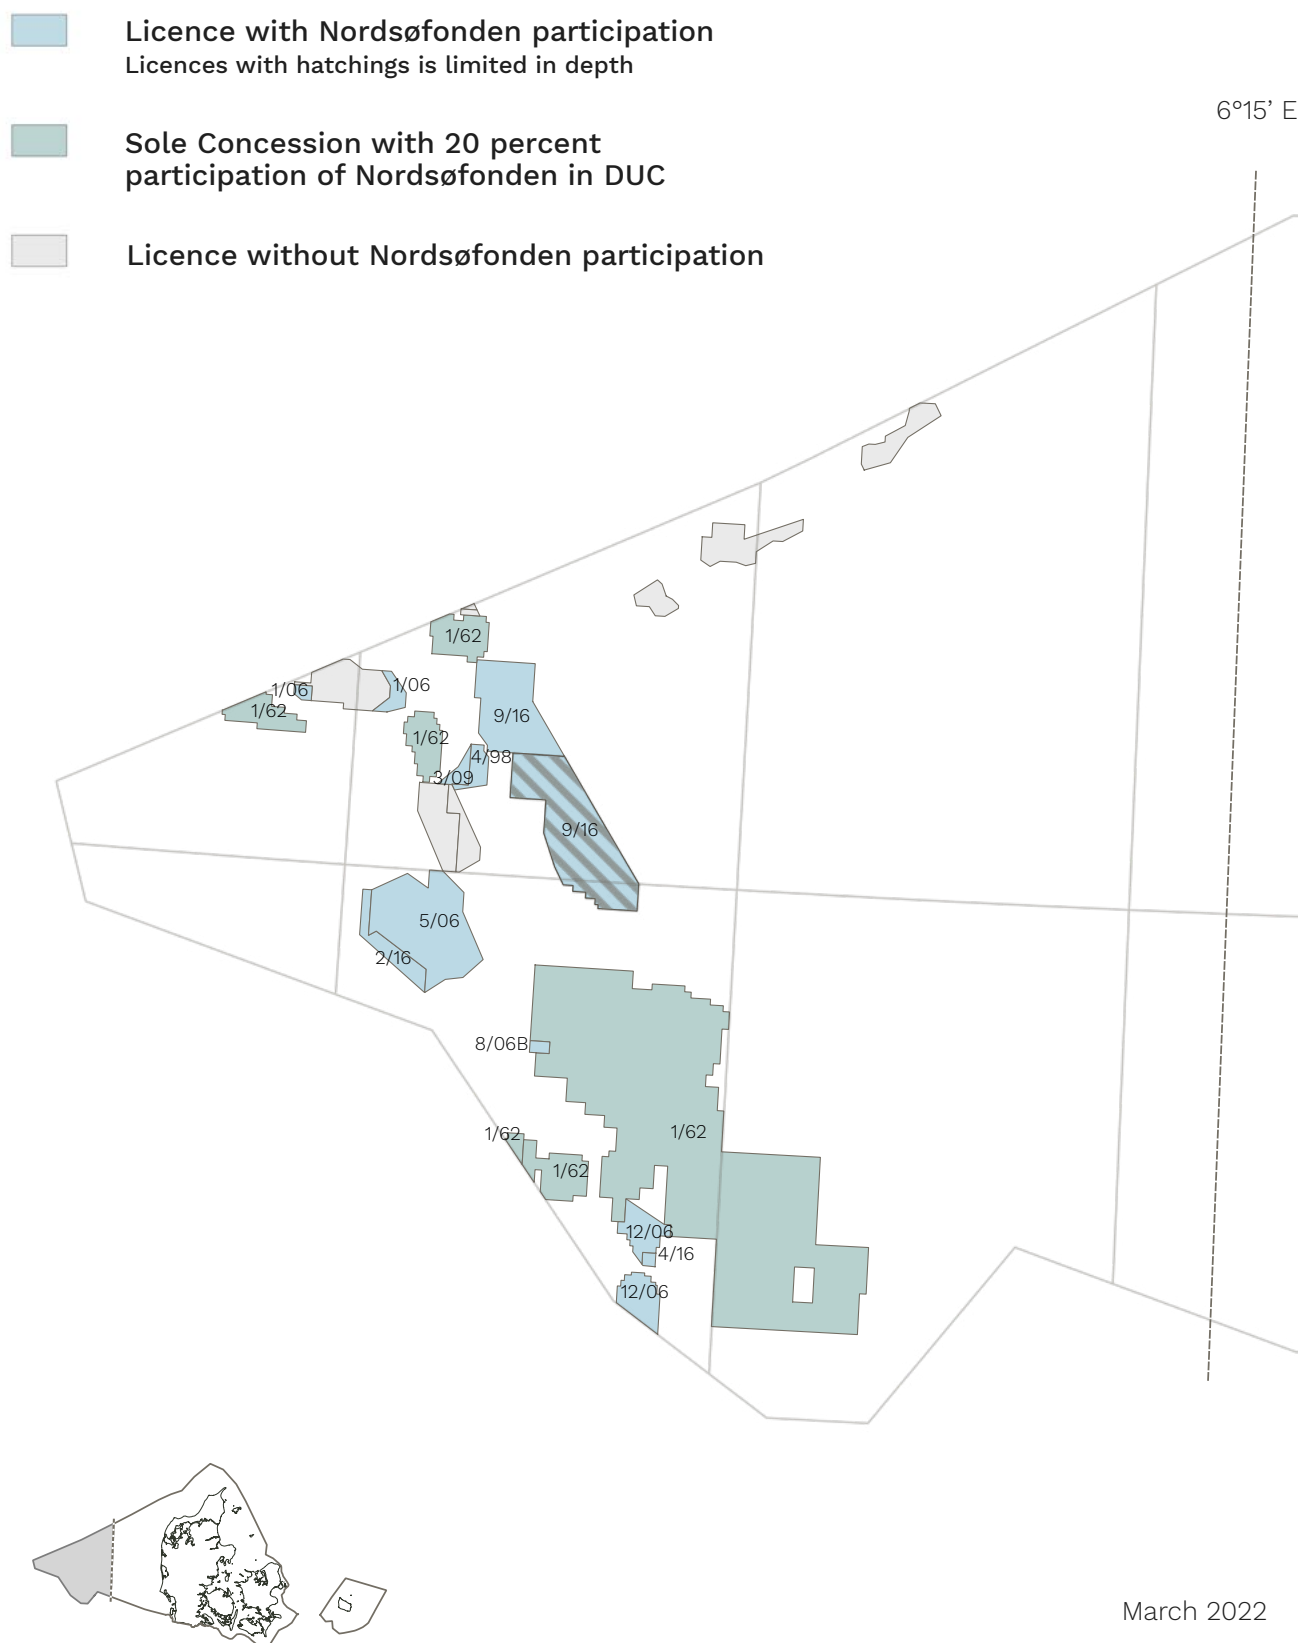 Licence with Nordsøfonden participation
Licences with hatchings is limited in depth
6°15’ E
Sole Concession with 20 percent
participation of Nordsøfonden in DUC
Licence without Nordsøfonden participation
1/62
1/06
1/06
1/62
9/16
1/62
4/98
3/09
9/16
5/06
2/16
8/06B
1/62
1/62
1/62
12/06
4/16
12/06
March 2022